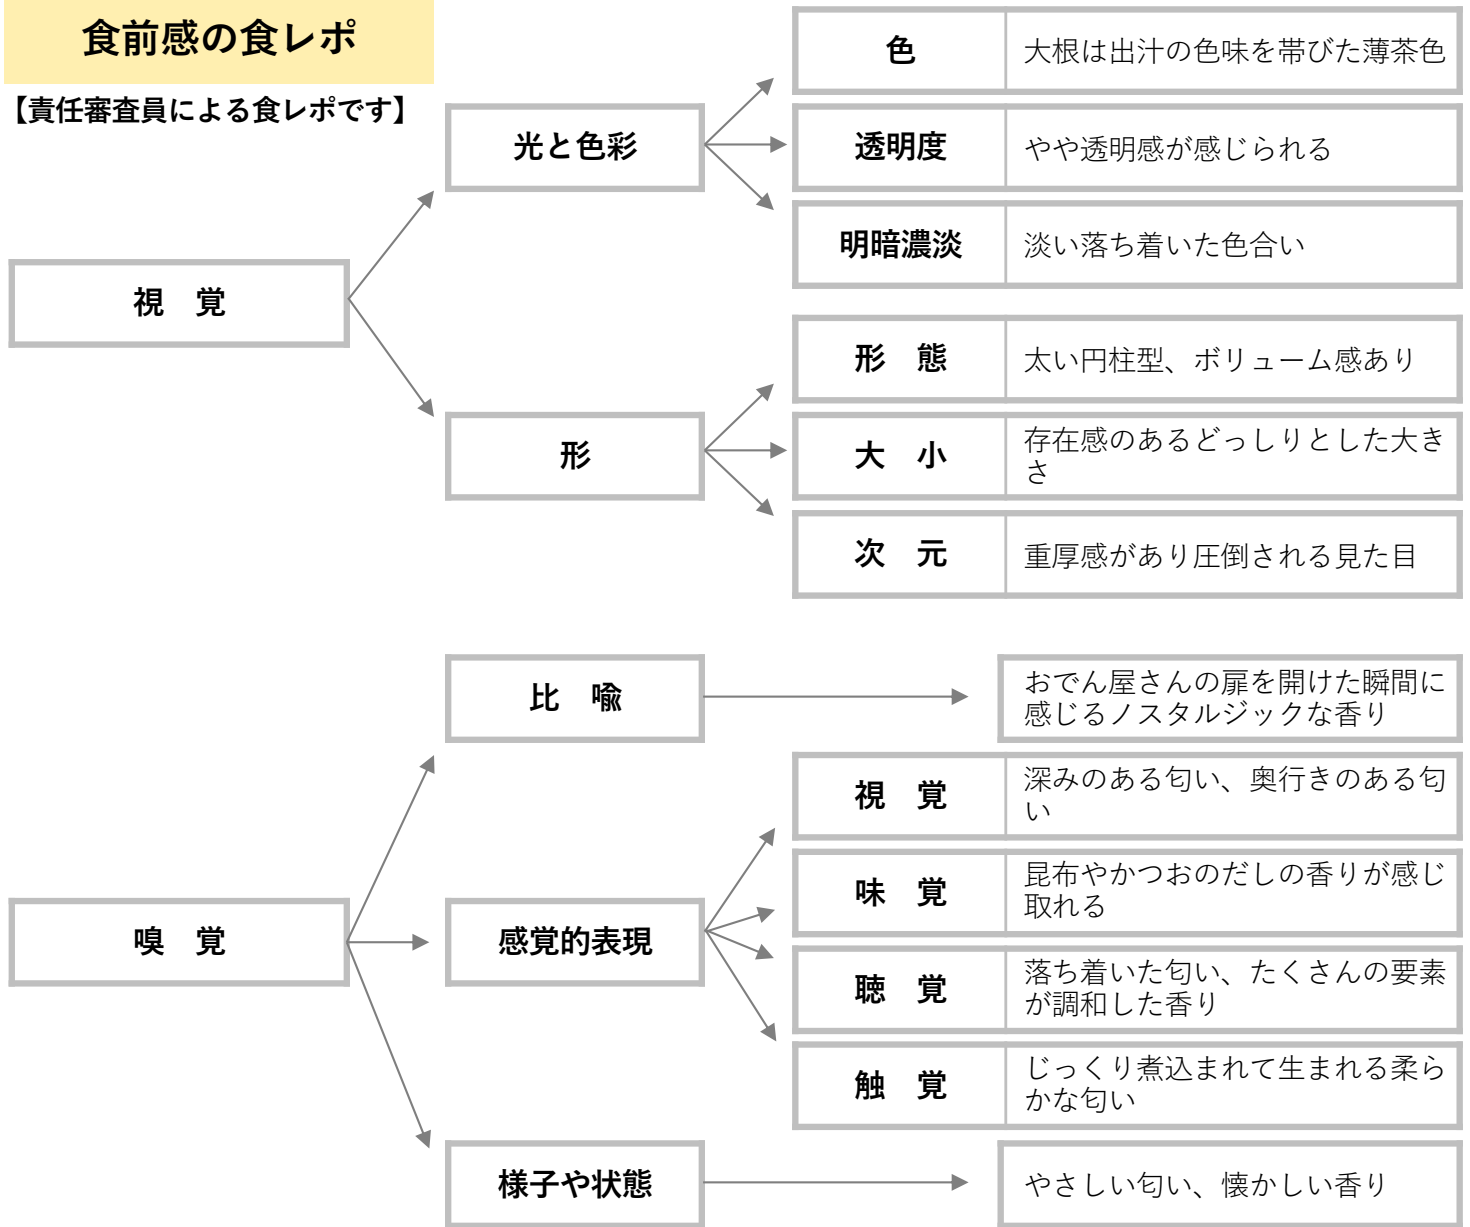 食前感の食レポ
【責任審査員による食レポです】
視　覚
光と色彩
色
大根は出汁の色味を帯びた薄茶色
透明度
やや透明感が感じられる
明暗濃淡
淡い落ち着いた色合い
形
形　態
太い円柱型、ボリューム感あり
大　小
存在感のあるどっしりとした大き
さ
次　元
重厚感があり圧倒される見た目
嗅　覚
比　喩
おでん屋さんの扉を開けた瞬間に
感じるノスタルジックな香り
感覚的表現
視　覚
深みのある匂い、奥行きのある匂
い
味　覚
昆布やかつおのだしの香りが感じ
取れる
聴　覚
落ち着いた匂い、たくさんの要素
が調和した香り
触　覚
じっくり煮込まれて生まれる柔ら
かな匂い
様子や状態
やさしい匂い、懐かしい香り